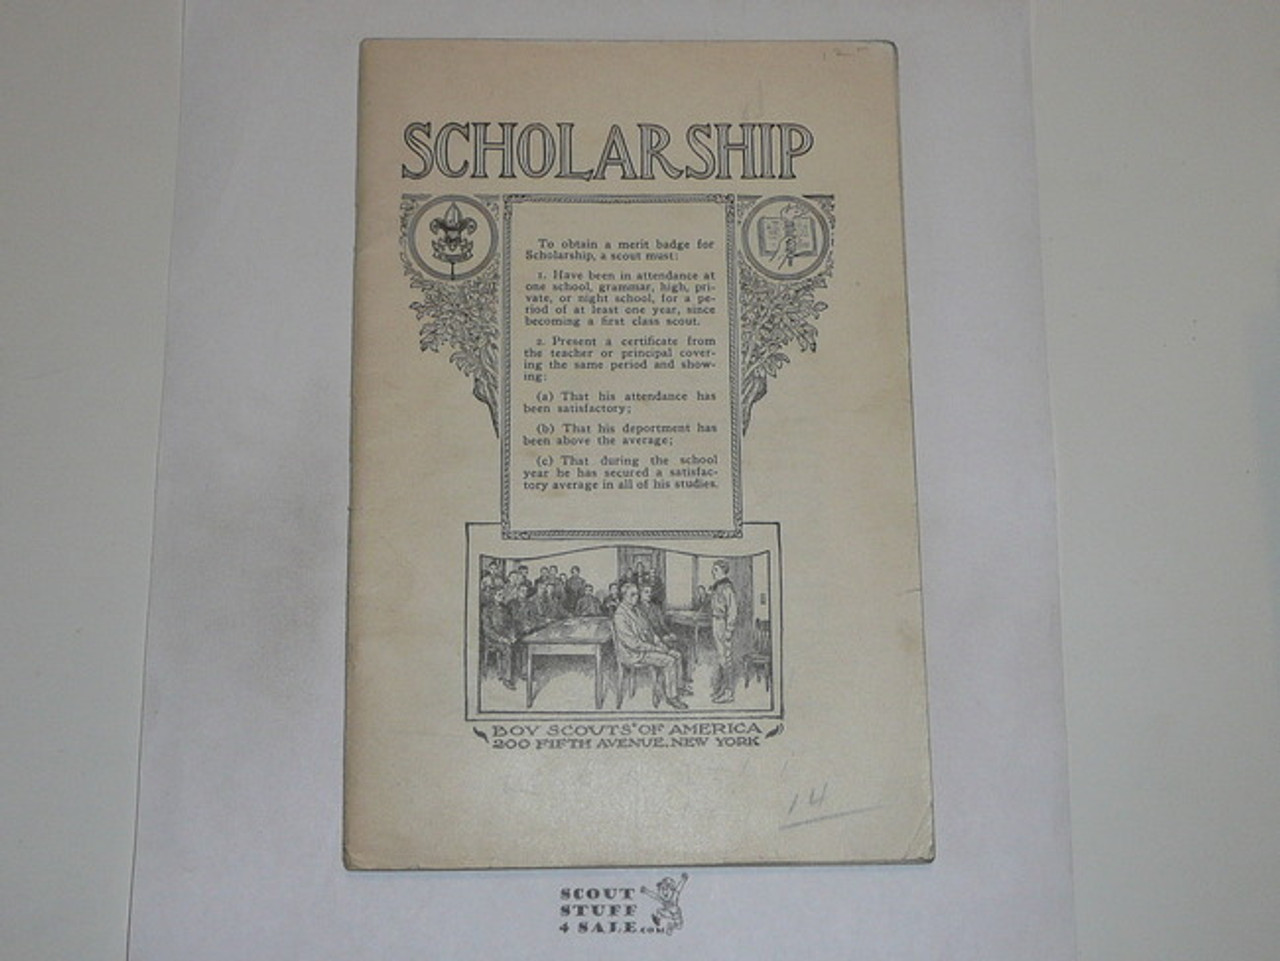 SCHOLARSHIP
To obtain a merit badge for
Scholarship, a scout must:
1. Have been in attendance at
one school, grammar, high, pri-
vate, or night school, for a pe-
riod of at least one year, since
becoming a first class scout.
2. Present a certificate from
the teacher or principal cover-
ing the same period and show-
ing:
(a) That his attendance has
been satisfactory;
(b) That his deportment has
been above the average;
(c) That during the school
year he has secured a satisfac-
tory average in all of his studies.
BOY SCOUTS OF AMERICA
200 FIFTH AVENUE, NEW YORK
14
SCOUT
STUFF
4 SALE.COM